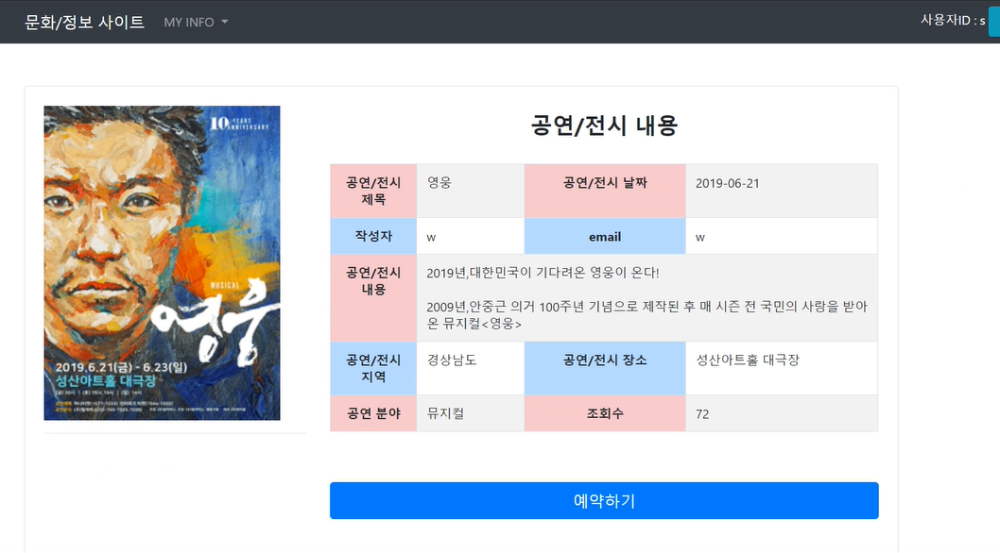 문화/정보 사이트 MY INFO 사용자ID : s
10 YEARS ANNIVERSARY
MUSICAL
영웅
2019.6.21(금) - 6.23(일)
성산아트홀 대극장
공연/전시 내용
공연/전시 제목 영웅 공연/전시 날짜 2019-06-21
작성자 w email w
공연/전시 내용
2019년,대한민국이 기다려온 영웅이 온다!
2009년,안중근 의거 100주년 기념으로 제작된 후 매 시즌 전 국민의 사랑을 받아
온 뮤지컬<영웅>
공연/전시 지역 경상남도 공연/전시 장소 성산아트홀 대극장
공연 분야 뮤지컬 조회수 72
예약하기